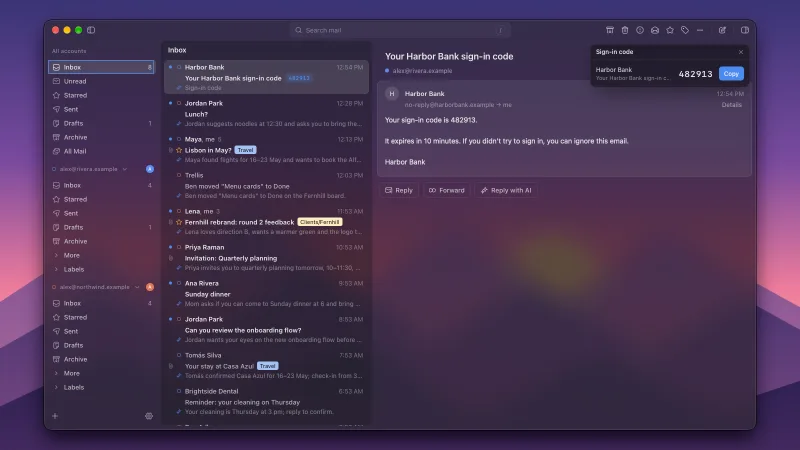 Search mail
All accounts
Inbox 8
Unread
Starred
Sent
Drafts 1
Archive
All Mail
alex@rivera.example
A
Inbox 4
Starred
Sent
Drafts 1
Archive
More
Labels
alex@northwind.example
A
Inbox 4
Starred
Sent
Drafts
Archive
More
Labels
Inbox
Harbor Bank 12:54 PM
Your Harbor Bank sign-in code 482913
Sign-in code
Jordan Park 12:28 PM
Lunch?
Jordan suggests noodles at 12:30 and asks you to bring the...
Maya, me 5 12:13 PM
Lisbon in May? Travel
Maya found flights for 16–23 May and wants to book the Alf...
Trellis 12:03 PM
Ben moved "Menu cards" to Done
Ben moved "Menu cards" to Done on the Fernhill board.
Lena, me 3 11:53 AM
Fernhill rebrand: round 2 feedback Clients/Fernhill
Lena loves direction B, wants a warmer green and the logo t...
Priya Raman 10:53 AM
Invitation: Quarterly planning
Priya invites you to quarterly planning tomorrow, 10–11:30, ...
Ana Rivera 9:53 AM
Sunday dinner
Mom asks if you can come to Sunday dinner at 6 and bring ...
Jordan Park 8:53 AM
Can you review the onboarding flow?
Jordan wants your eyes on the new onboarding flow before ...
Tomás Silva 7:53 AM
Your stay at Casa Azul Travel
Tomás confirmed Casa Azul for 16–23 May; check-in from 3...
Brightside Dental 6:53 AM
Reminder: your cleaning on Thursday
Your cleaning is Thursday at 3 pm; reply to confirm.
Your Harbor Bank sign-in code
alex@rivera.example
H
Harbor Bank 12:54 PM
no-reply@harborbank.example → me Details
Your sign-in code is 482913.
It expires in 10 minutes. If you didn't try to sign in, you can ignore this email.
Harbor Bank
Reply Forward Reply with AI
Sign-in code
Harbor Bank
Your Harbor Bank sign-in c...
482913
Copy